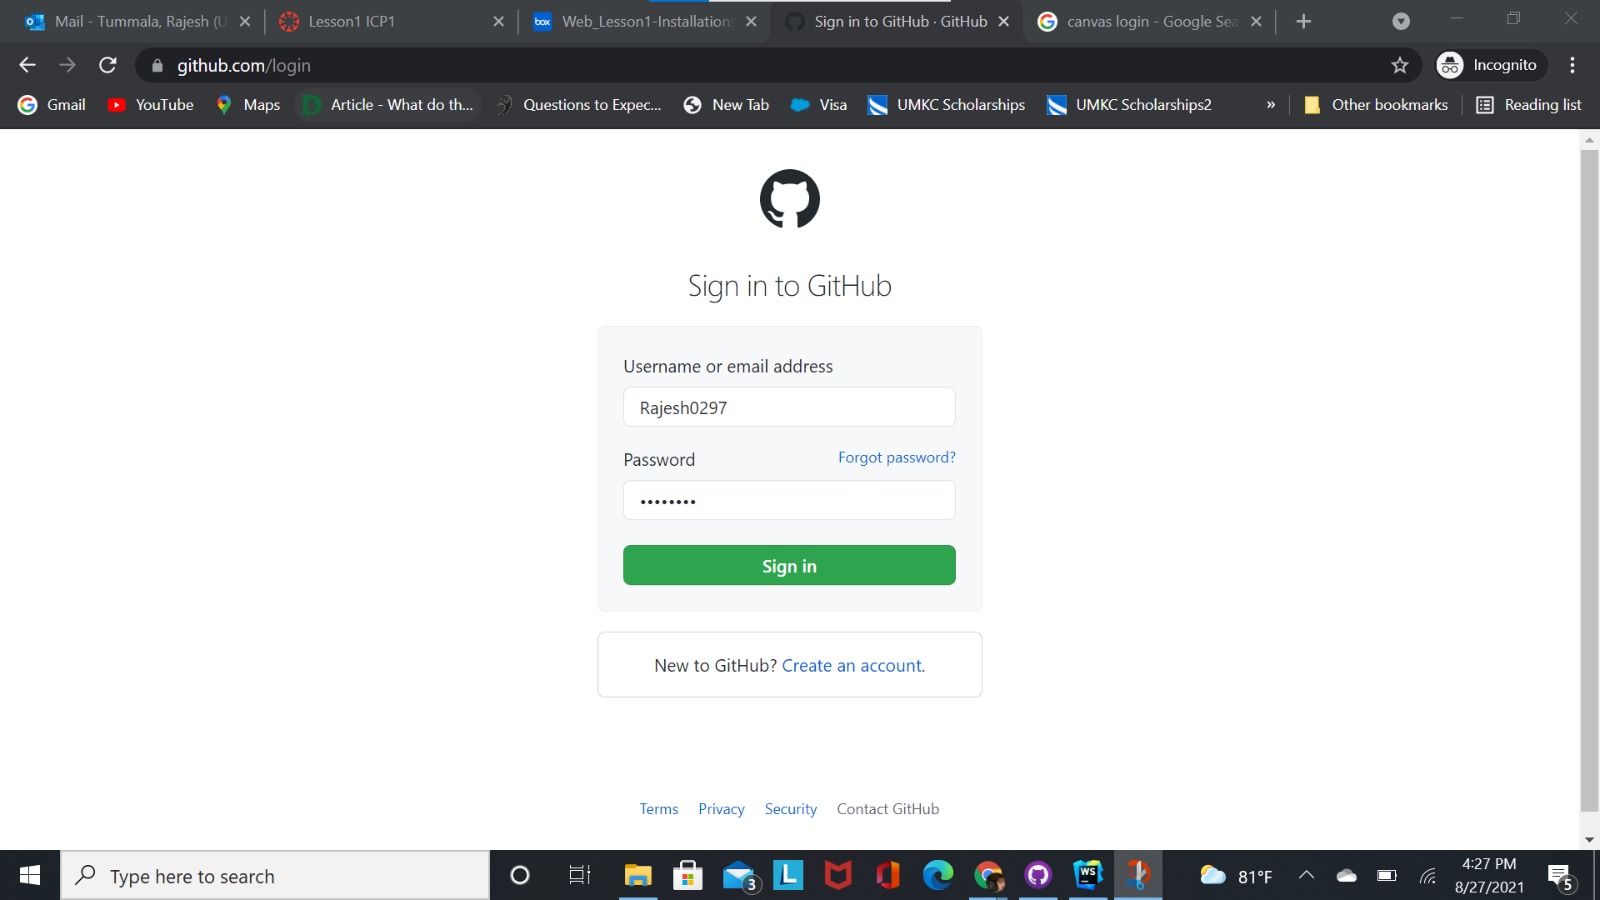 Mail - Tummala, Rajesh (U
Lesson1 ICP1
box Web_Lesson1-Installations
Sign in to GitHub · GitHub
canvas login - Google Sea
github.com/login
Incognito
Gmail
YouTube
Maps
Article - What do th...
Questions to Expec...
New Tab
Visa
UMKC Scholarships
UMKC Scholarships2
»
Other bookmarks
Reading list
Sign in to GitHub
Username or email address
Rajesh0297
Password
Forgot password?
••••••••
Sign in
New to GitHub? Create an account.
Terms
Privacy
Security
Contact GitHub
Type here to search
3
L
WS
81°F
4:27 PM
8/27/2021
5